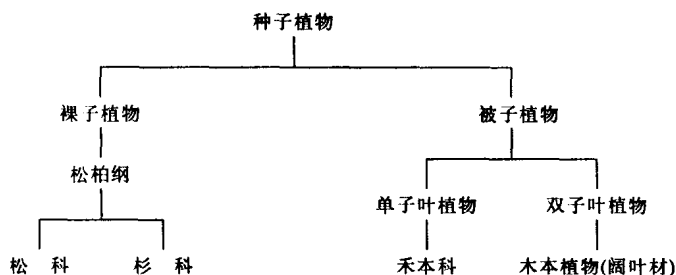 种子植物
裸子植物 被子植物
松柏纲
单子叶植物 双子叶植物
松 科 杉 科 禾本科 木本植物(阔叶材)